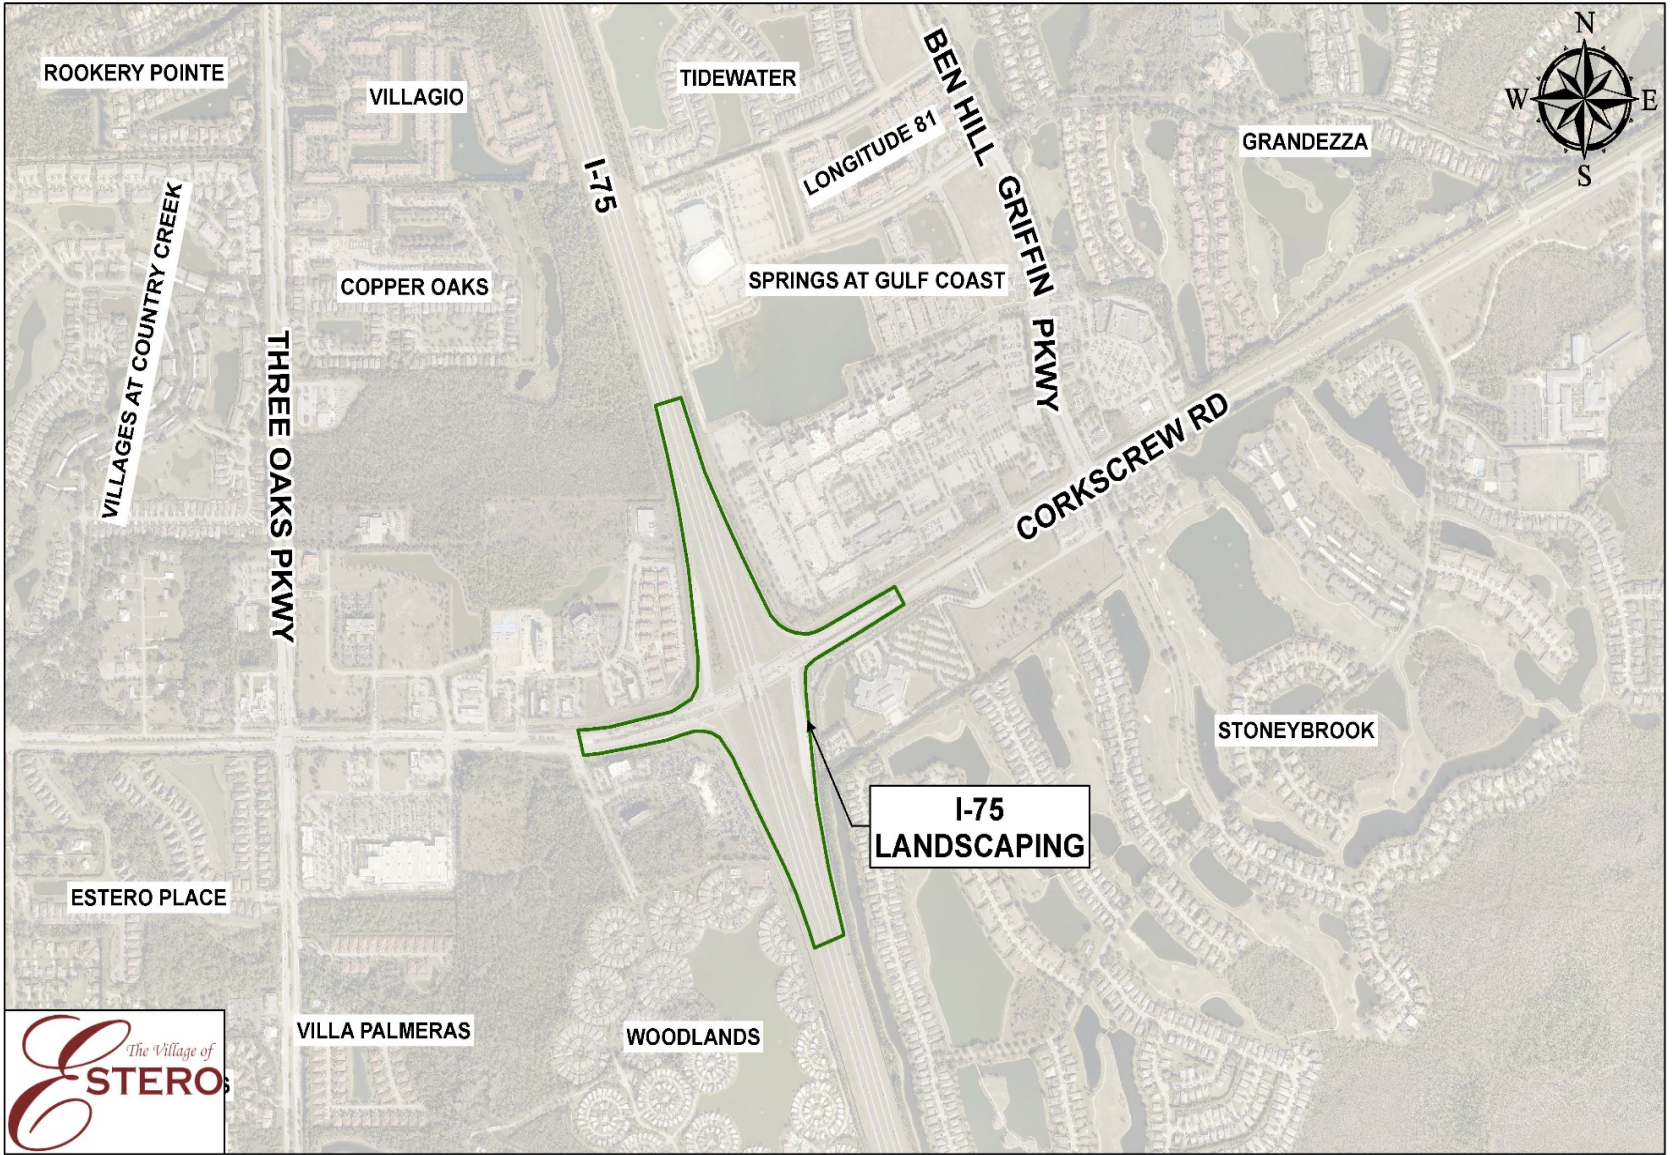 N
W
E
S
ROOKERY POINTE
VILLAGIO
TIDEWATER
BEN HILL GRIFFIN PKWY
LONGITUDE 81
GRANDEZZA
I-75
VILLAGES AT COUNTRY CREEK
COPPER OAKS
SPRINGS AT GULF COAST
THREE OAKS PKWY
CORKSCREW RD
STONEYBROOK
I-75
LANDSCAPING
ESTERO PLACE
VILLA PALMERAS
WOODLANDS
The Village of
ESTERO